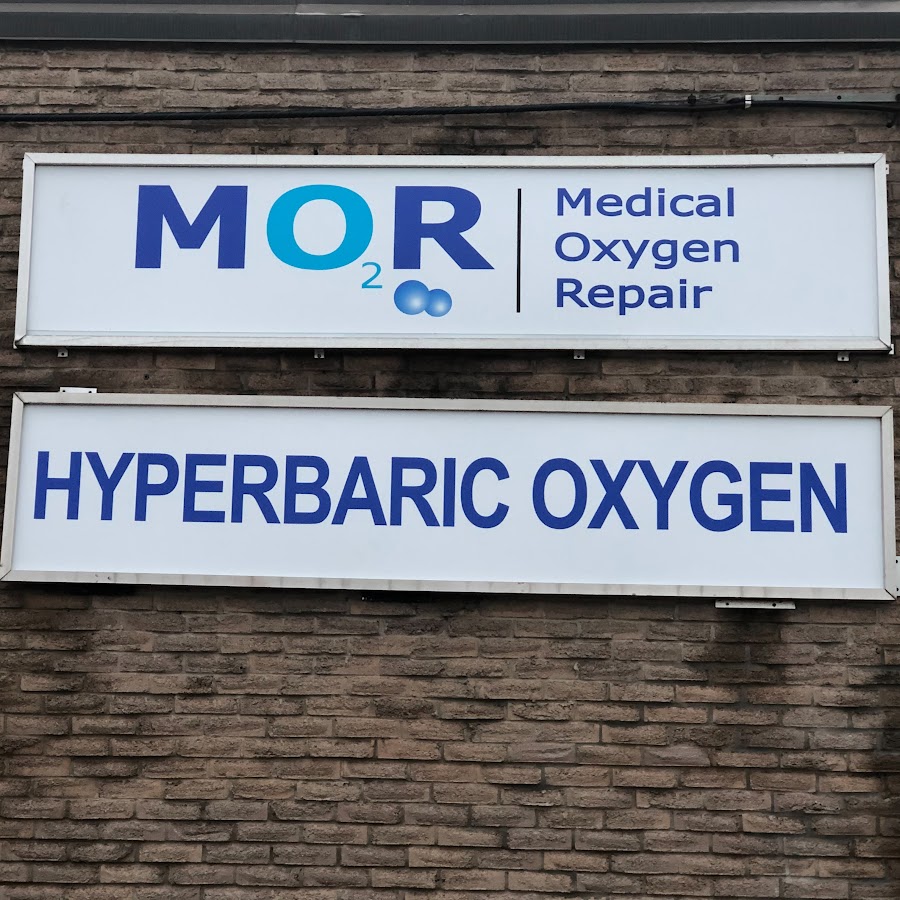 MO2R
Medical
Oxygen
Repair
HYPERBARIC OXYGEN